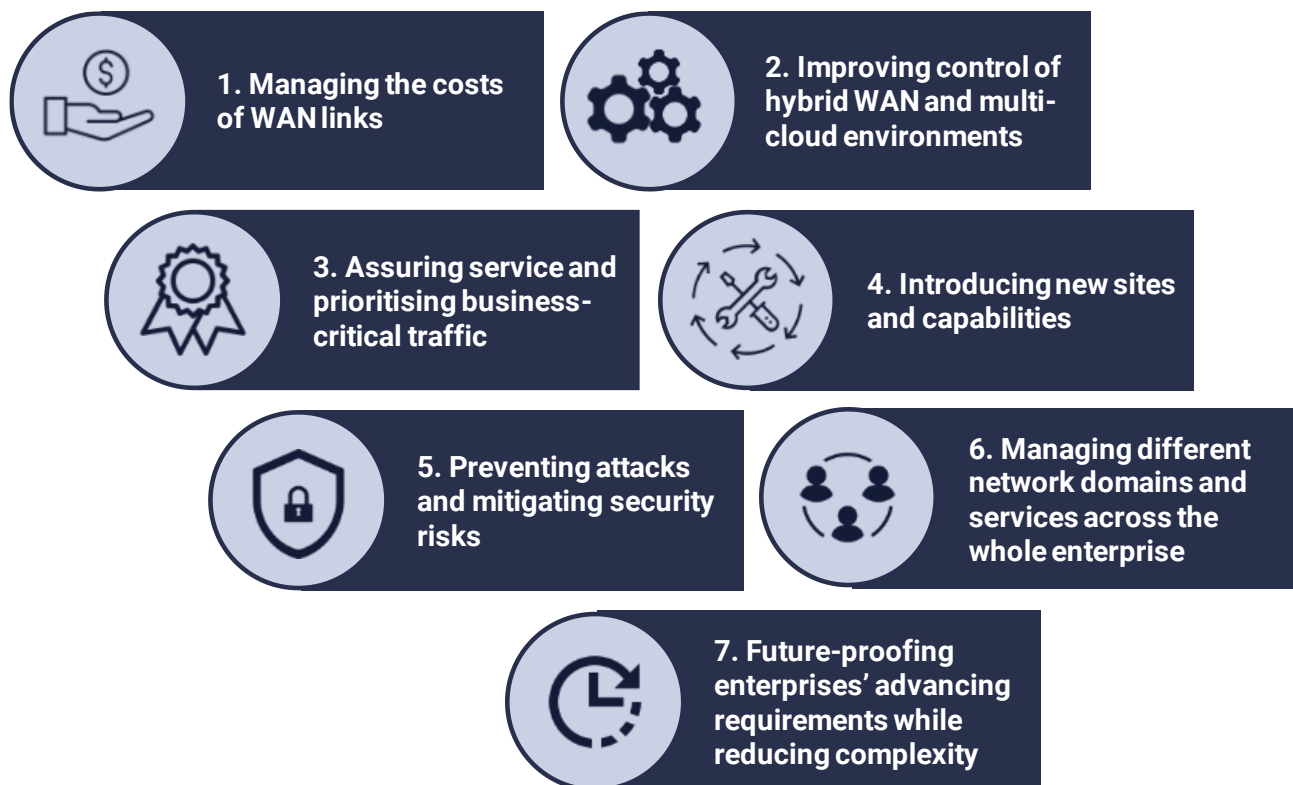 $
1. Managing the costs
of WAN links
2. Improving control of
hybrid WAN and multi-
cloud environments
3. Assuring service and
prioritising business-
critical traffic
4. Introducing new sites
and capabilities
5. Preventing attacks
and mitigating security
risks
6. Managing different
network domains and
services across the
whole enterprise
7. Future-proofing
enterprises’ advancing
requirements while
reducing complexity